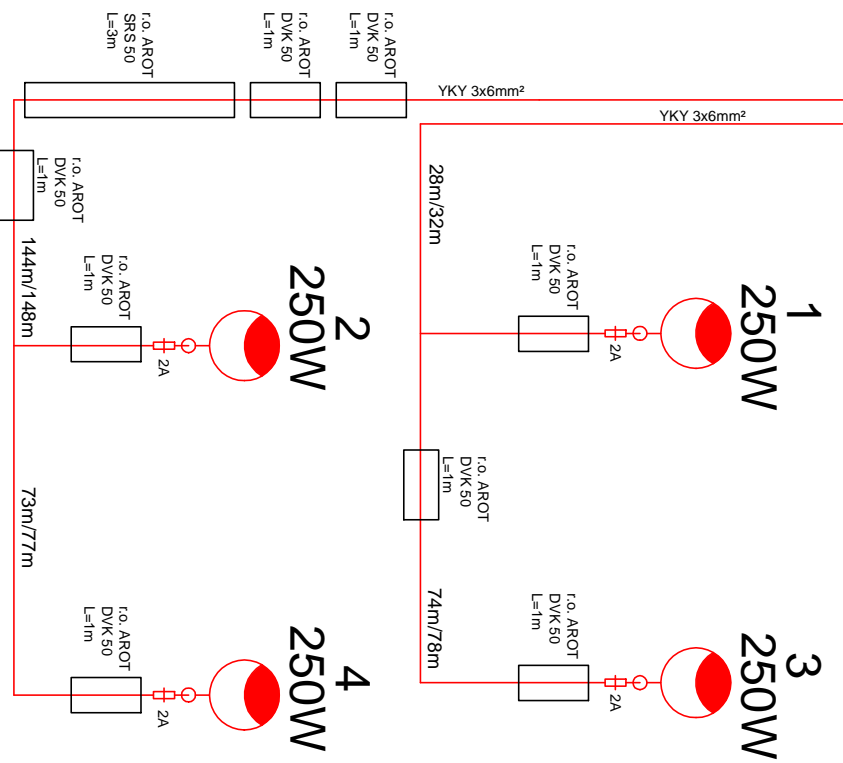 r.o. AROT
SRS 50
L=3m
r.o. AROT
DVK 50
L=1m
r.o. AROT
DVK 50
L=1m
YKY 3x6mm²
YKY 3x6mm²
r.o. AROT
DVK 50
L=1m
144m/148m
r.o. AROT
DVK 50
L=1m
2A
2
250W
28m/32m
r.o. AROT
DVK 50
L=1m
2A
1
250W
73m/77m
r.o. AROT
DVK 50
L=1m
2A
4
250W
r.o. AROT
DVK 50
L=1m
74m/78m
r.o. AROT
DVK 50
L=1m
2A
3
250W